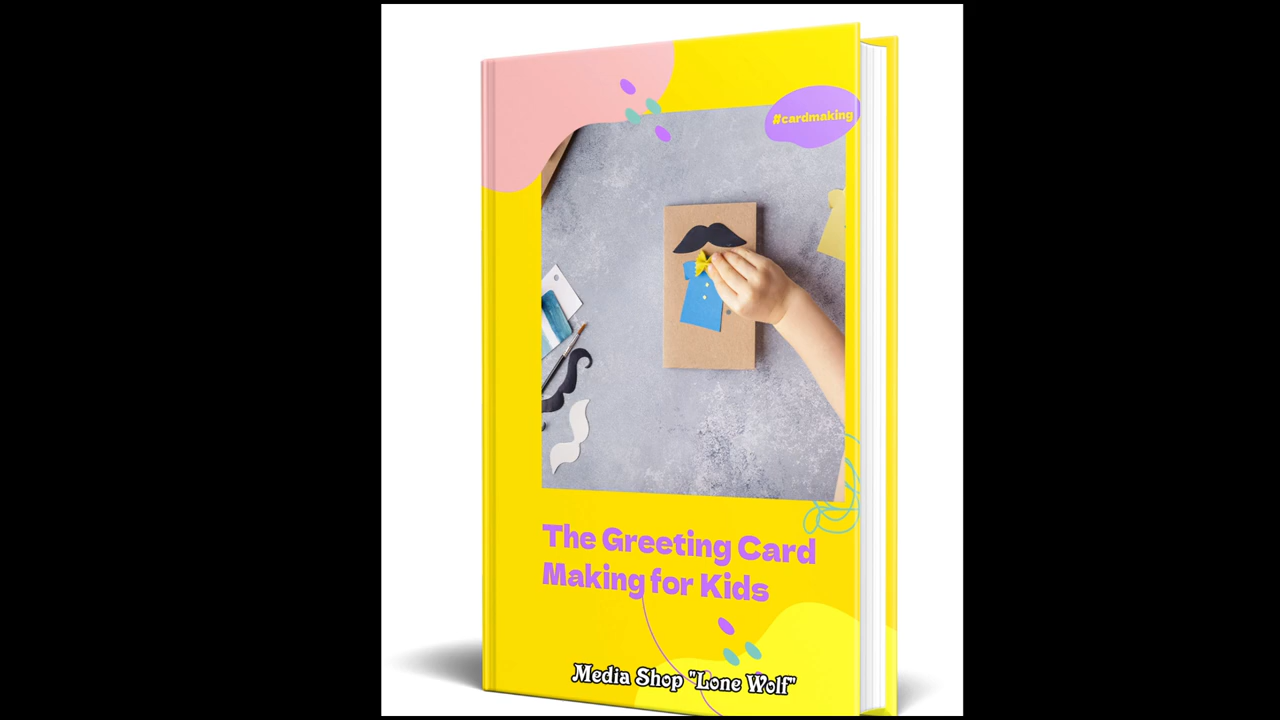 #cardmaking
The Greeting Card
Making for Kids
Media Shop "Lone Wolf"